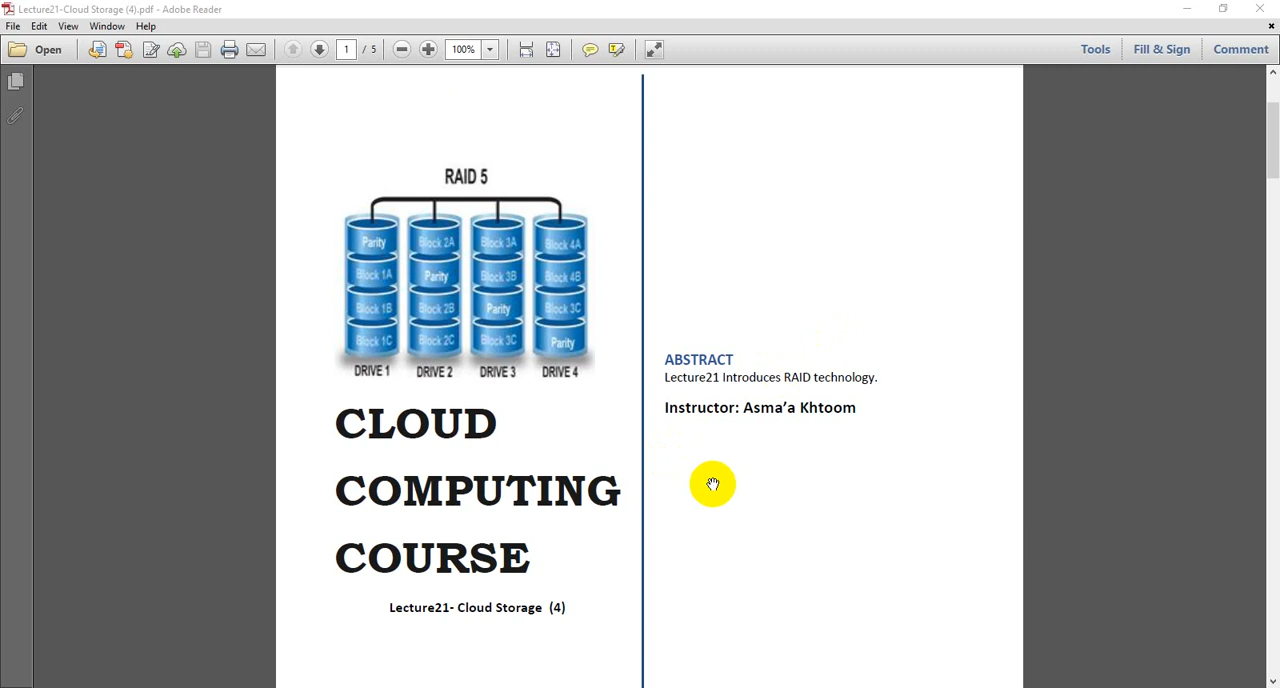 Lecture21-Cloud Storage (4).pdf - Adobe Reader
File Edit View Window Help
Open 1 / 5 100% Tools Fill & Sign Comment
RAID 5
Parity Block 2A Block 3A Block 4A
Block 1A Parity Block 3B Block 4B
Block 1B Block 2B Parity Block 3C
Block 1C Block 2C Block 3C Parity
DRIVE 1 DRIVE 2 DRIVE 3 DRIVE 4
CLOUD
COMPUTING
COURSE
Lecture21- Cloud Storage (4)
ABSTRACT
Lecture21 Introduces RAID technology.
Instructor: Asma’a Khtoom